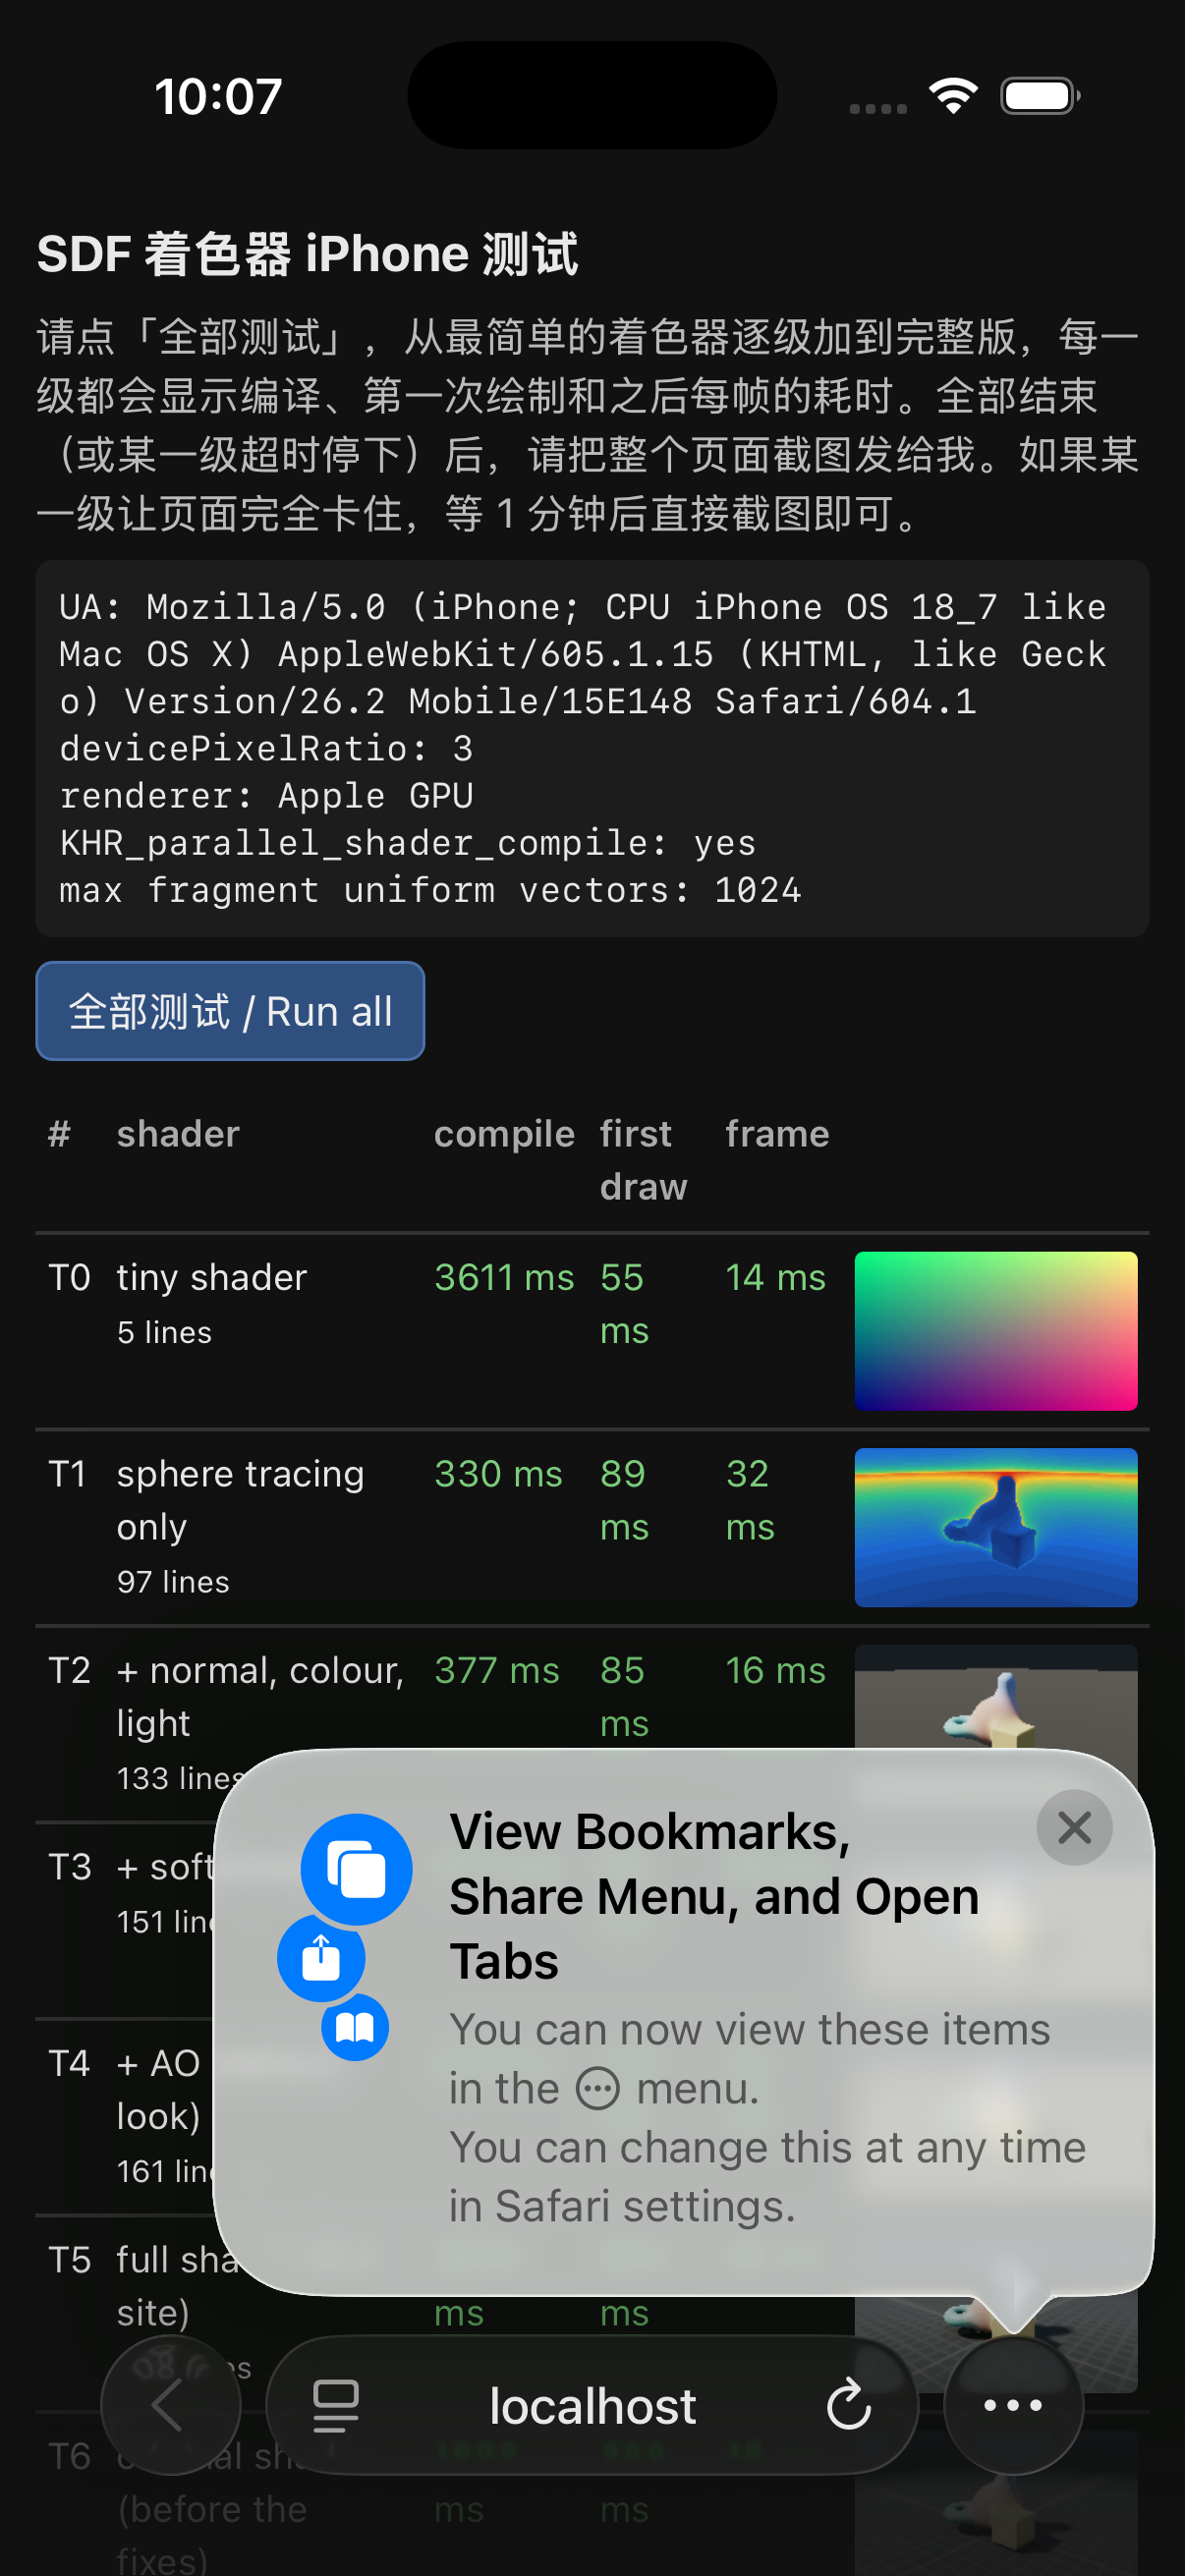 10:07
SDF 着色器 iPhone 测试
请点「全部测试」，从最简单的着色器逐级加到完整版，每一
级都会显示编译、第一次绘制和之后每帧的耗时。全部结束
（或某一级超时停下）后，请把整个页面截图发给我。如果某
一级让页面完全卡住，等 1 分钟后直接截图即可。
UA: Mozilla/5.0 (iPhone; CPU iPhone OS 18_7 like
Mac OS X) AppleWebKit/605.1.15 (KHTML, like Geck
o) Version/26.2 Mobile/15E148 Safari/604.1
devicePixelRatio: 3
renderer: Apple GPU
KHR_parallel_shader_compile: yes
max fragment uniform vectors: 1024
全部测试 / Run all
# shader compile first draw frame
T0 tiny shader 3611 ms 55 ms 14 ms
5 lines
T1 sphere tracing only 330 ms 89 ms 32 ms
97 lines
T2 + normal, colour, light 377 ms 85 ms 16 ms
133 lines
T3 + soft
151
T4 + AO
look)
161
T5 full
site)
ms ms
T6
(before the
fixes)
ms ms
View Bookmarks,
Share Menu, and Open
Tabs
You can now view these items
in the menu.
You can change this at any time
in Safari settings.
localhost